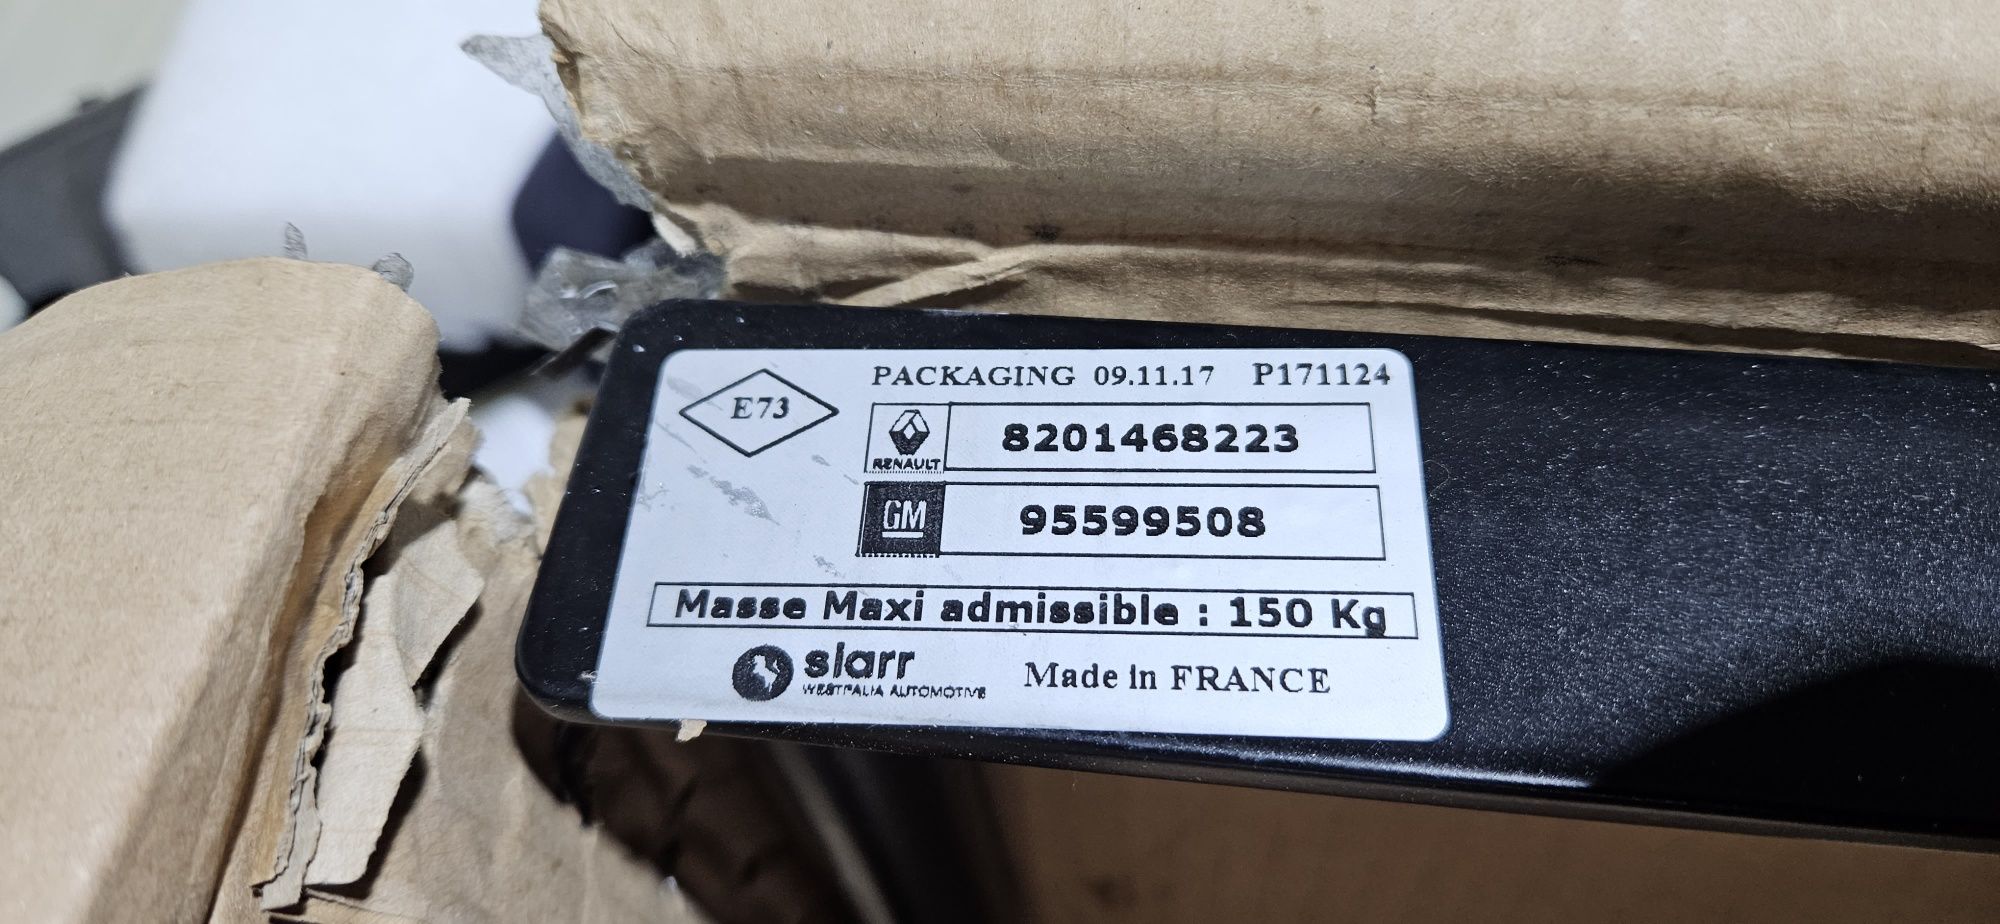 PACKAGING 09.11.17 P171124
E73
RENAULT
8201468223
GM
95599508
Masse Maxi admissible : 150 Kg
siarr
WESTFALIA AUTOMOTIVE
Made in FRANCE